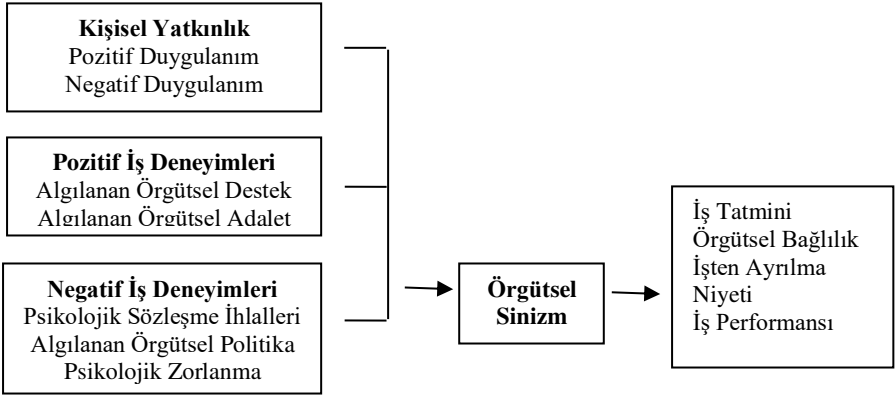 Kişisel Yatkınlık
Pozitif Duygulanım
Negatif Duygulanım
Pozitif İş Deneyimleri
Algılanan Örgütsel Destek
Algılanan Örgütsel Adalet
Negatif İş Deneyimleri
Psikolojik Sözleşme İhlalleri
Algılanan Örgütsel Politika
Psikolojik Zorlanma
Örgütsel
Sinizm
İş Tatmini
Örgütsel Bağlılık
İşten Ayrılma
Niyeti
İş Performansı